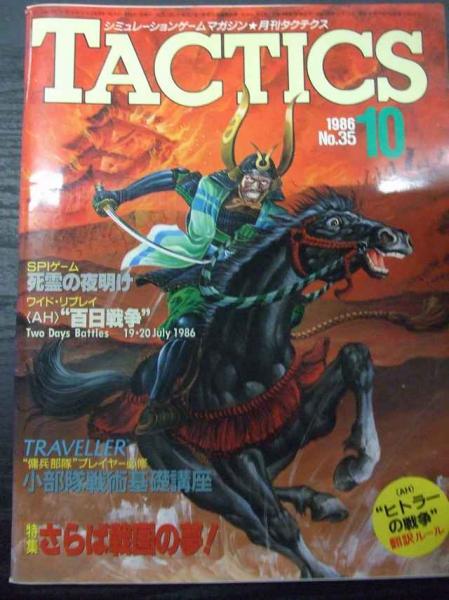 シミュレーションゲームマガジン★月刊タクテクス
TACTICS
1986
No.35
10
SPIゲーム
死霊の夜明け
ワイド・リプレイ
〈AH〉“百日戦争”
Two Days Battles 19・20 July 1986
TRAVELLER
“傭兵部隊”プレイヤー必修
小部隊戦術基礎講座
特集
さらば戦国の夢!
〈AH〉
“ヒトラー
の戦争”
翻訳ルール